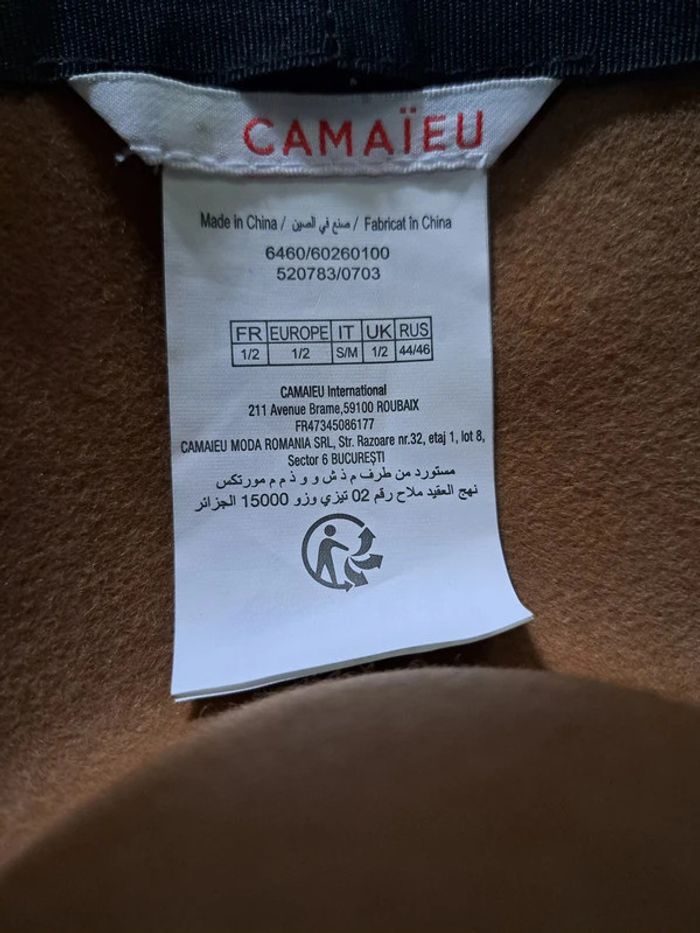 CAMAÏEU
Made in China / صنع في الصين / Fabricat în China
6460/60260100
520783/0703
FR EUROPE IT UK RUS
1/2 1/2 S/M 1/2 44/46
CAMAIEU International
211 Avenue Brame,59100 ROUBAIX
FR47345086177
CAMAIEU MODA ROMANIA SRL, Str. Razoare nr.32, etaj 1, lot 8,
Sector 6 BUCUREȘTI
مستورد من طرف م ذ ش و و ذ م م مورتكس
نهج العقيد ملاح رقم 02 تيزي وزو 15000 الجزائر